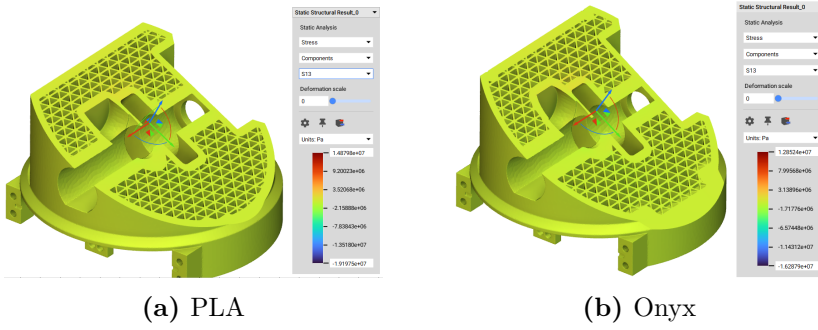 Static Structural Result_0
Static Analysis
Stress
Components
S13
Deformation scale
0
Units: Pa
1.48798e+07
9.20023e+06
3.52068e+06
-2.15888e+06
-7.83843e+06
-1.35180e+07
-1.91975e+07
(a) PLA
Static Structural Result_0
Static Analysis
Stress
Components
S13
Deformation scale
0
Units: Pa
1.28524e+07
7.99568e+06
3.13896e+06
-1.71776e+06
-6.57448e+06
-1.14312e+07
-1.62879e+07
(b) Onyx